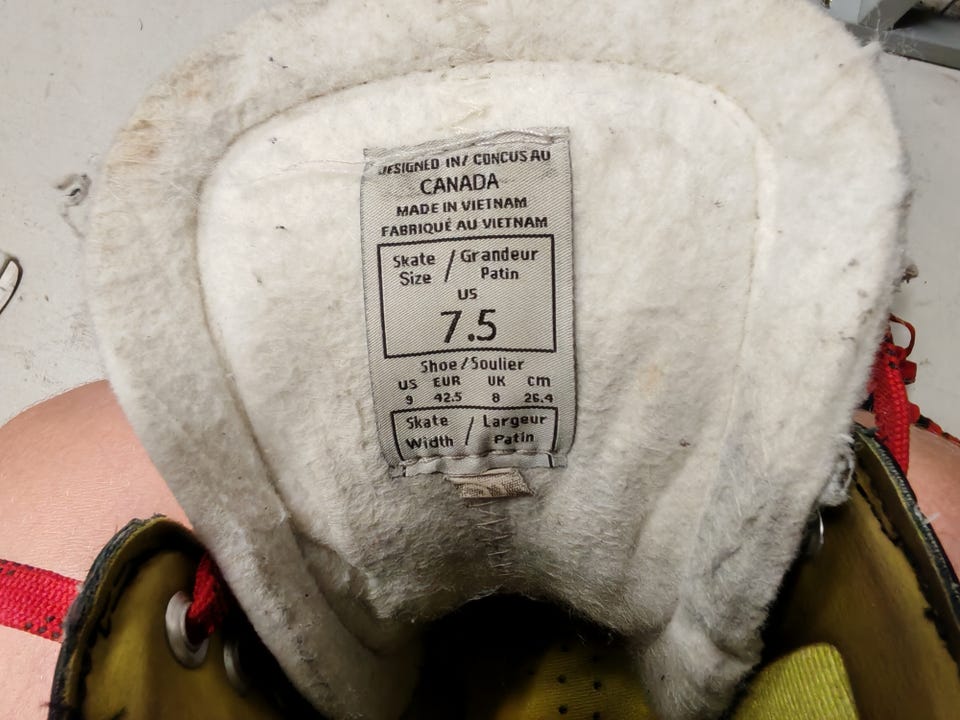 DESIGNED IN/ CONCUS AU
CANADA
MADE IN VIETNAM
FABRIQUÉ AU VIETNAM
Skate Size / Grandeur Patin
US
7.5
Shoe/Soulier
US EUR UK cm
9 42.5 8 26.4
Skate Width / Largeur Patin